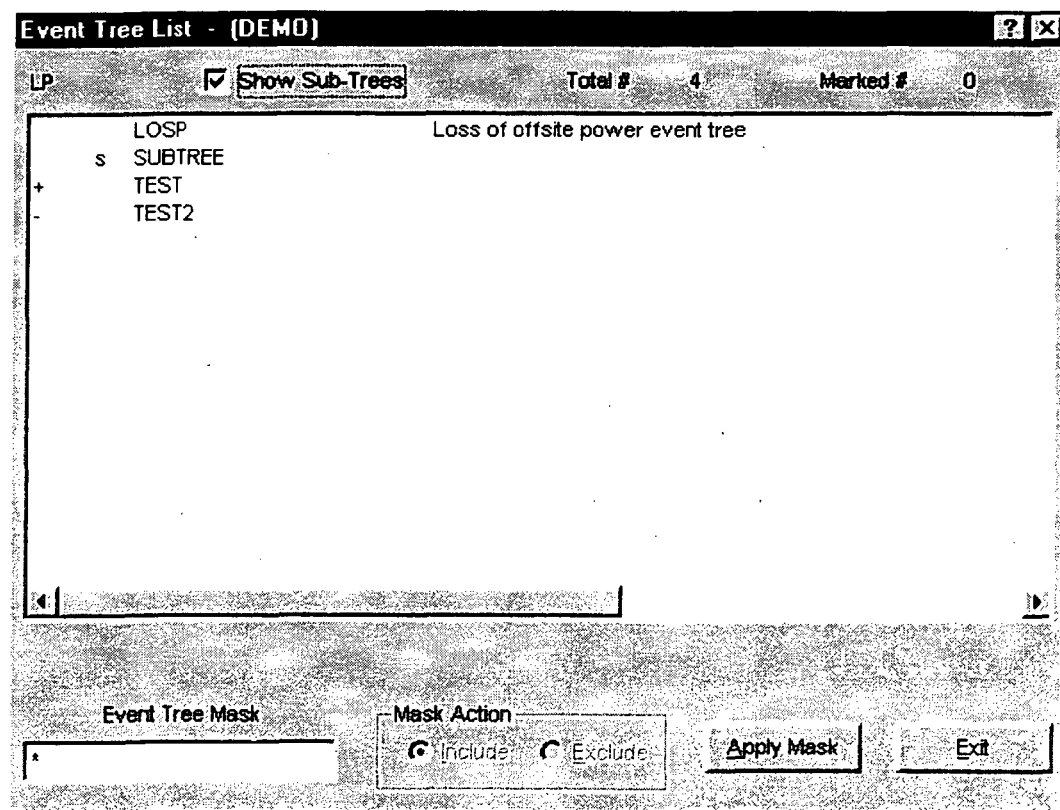 Event Tree List - (DEMO)
LP Show Sub-Trees Total # 4 Marked # 0
LOSP Loss of offsite power event tree
s SUBTREE
+ TEST
- TEST2
Event Tree Mask
*
Mask Action
Include Exclude
Apply Mask
Exit